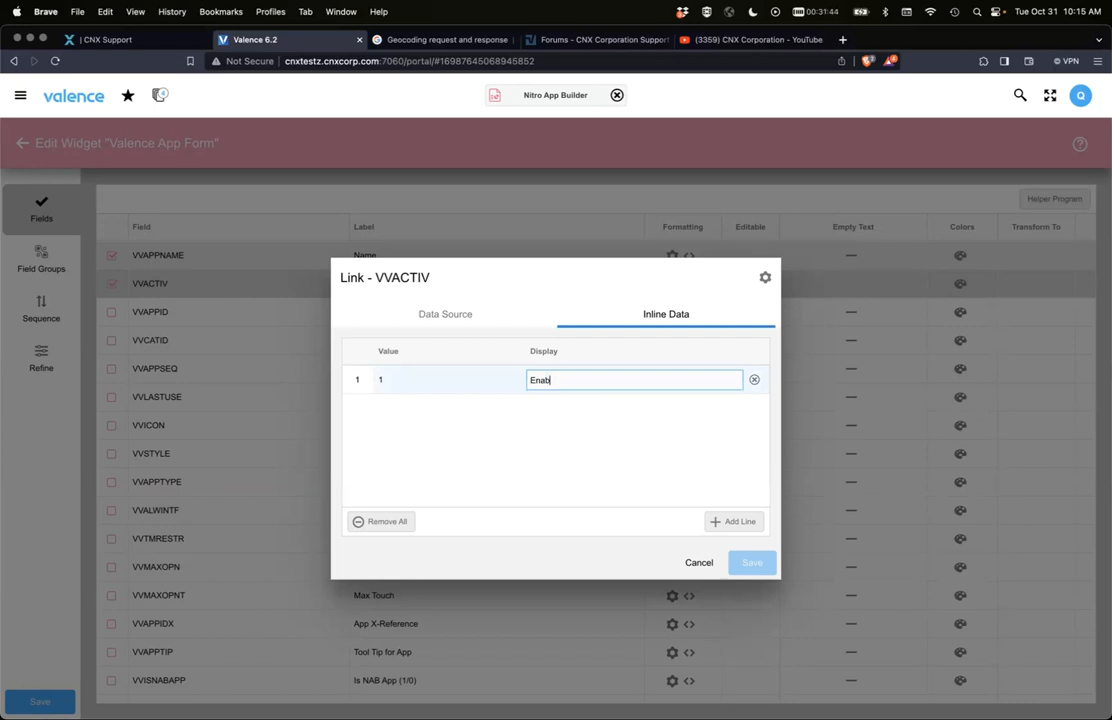 Brave File Edit View History Bookmarks Profiles Tab Window Help 00:31:44 Tue Oct 31 10:15 AM
| CNX Support Valence 6.2 Geocoding request and response Forums - CNX Corporation Support (3359) CNX Corporation - YouTube
Not Secure cnxtestz.cnxcorp.com:7060/portal/#16987645068945852 VPN
valence Nitro App Builder Q
Edit Widget "Valence App Form"
Helper Program
Fields
Field Groups
Sequence
Refine
Save
Field Label Formatting Editable Empty Text Colors Transform To
VVAPPNAME Name
VVACTIV
VVAPPID
VVCATID
VVAPPSEQ
VVLASTUSE
VVICON
VVSTYLE
VVAPPTYPE
VVALWINTF
VVTMRESTR
VVMAXOPN
VVMAXOPNT Max Touch
VVAPPIDX App X-Reference
VVAPPTIP Tool Tip for App
VVISNABAPP Is NAB App (1/0)
Link - VVACTIV
Data Source Inline Data
Value Display
1 1 Enab
Remove All Add Line
Cancel Save